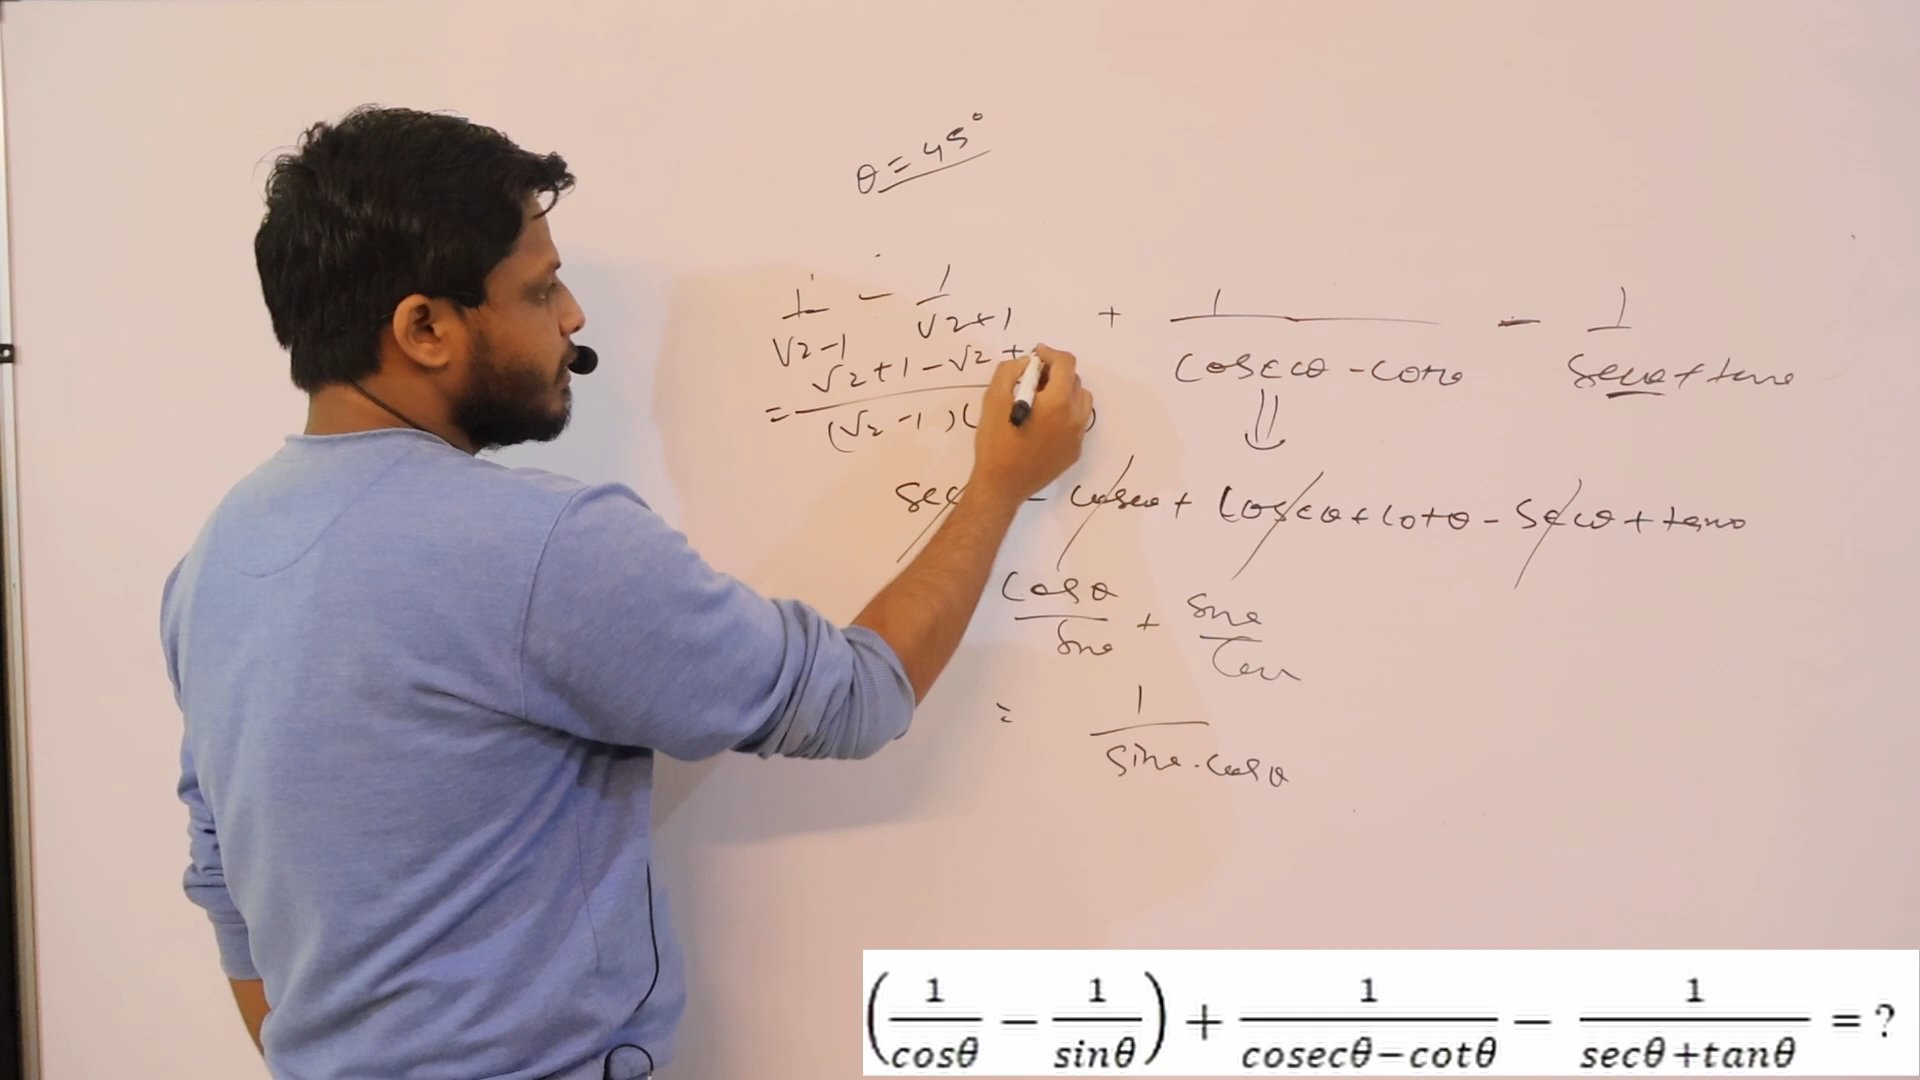 θ = 45°
1/√2-1 - 1/√2+1 + 1/cosecθ - cotθ - 1/secθ + tanθ
= √2+1-√2+ / (√2-1)(
sec - cosecθ + cosecθ + cotθ - secθ + tanθ
cosθ/sinθ + sinθ/cosθ
= 1/sinθ.cosθ
(1/cosθ − 1/sinθ) + 1/cosecθ−cotθ − 1/secθ+tanθ = ?